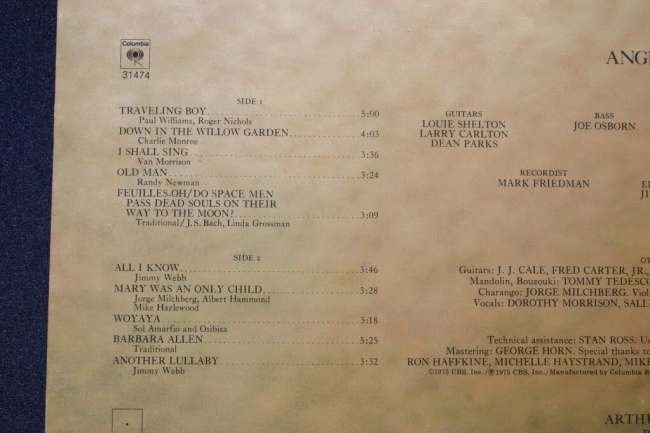 Columbia
31474
ANG
SIDE 1
TRAVELING BOY 5:00
Paul Williams, Roger Nichols
DOWN IN THE WILLOW GARDEN 4:03
Charlie Monroe
I SHALL SING 3:36
Van Morrison
OLD MAN 3:24
Randy Newman
FEUILLES-OH/DO SPACE MEN
PASS DEAD SOULS ON THEIR
WAY TO THE MOON? 3:09
Traditional/J.S. Bach, Linda Grossman
SIDE 2
ALL I KNOW 3:46
Jimmy Webb
MARY WAS AN ONLY CHILD 3:28
Jorge Milchberg, Albert Hammond
Mike Hazlewood
WOYAYA 3:18
Sol Amarfio and Osibisa
BARBARA ALLEN 5:25
Traditional
ANOTHER LULLABY 3:32
Jimmy Webb
GUITARS
LOUIE SHELTON
LARRY CARLTON
DEAN PARKS
BASS
JOE OSBORN
RECORDIST
MARK FRIEDMAN
Guitars: J. J. CALE, FRED CARTER, JR.,
Mandolin, Bouzouki: TOMMY TEDESC
Charango: JORGE MILCHBERG. Viol
Vocals: DOROTHY MORRISON, SALL
Technical assistance: STAN ROSS. U
Mastering: GEORGE HORN. Special thanks to
RON HAFFKINE, MICHELLE HAYSTRAND, MIK
©1973 CBS, Inc./℗1973 CBS, Inc./Manufactured by Columbia R
ARTHU